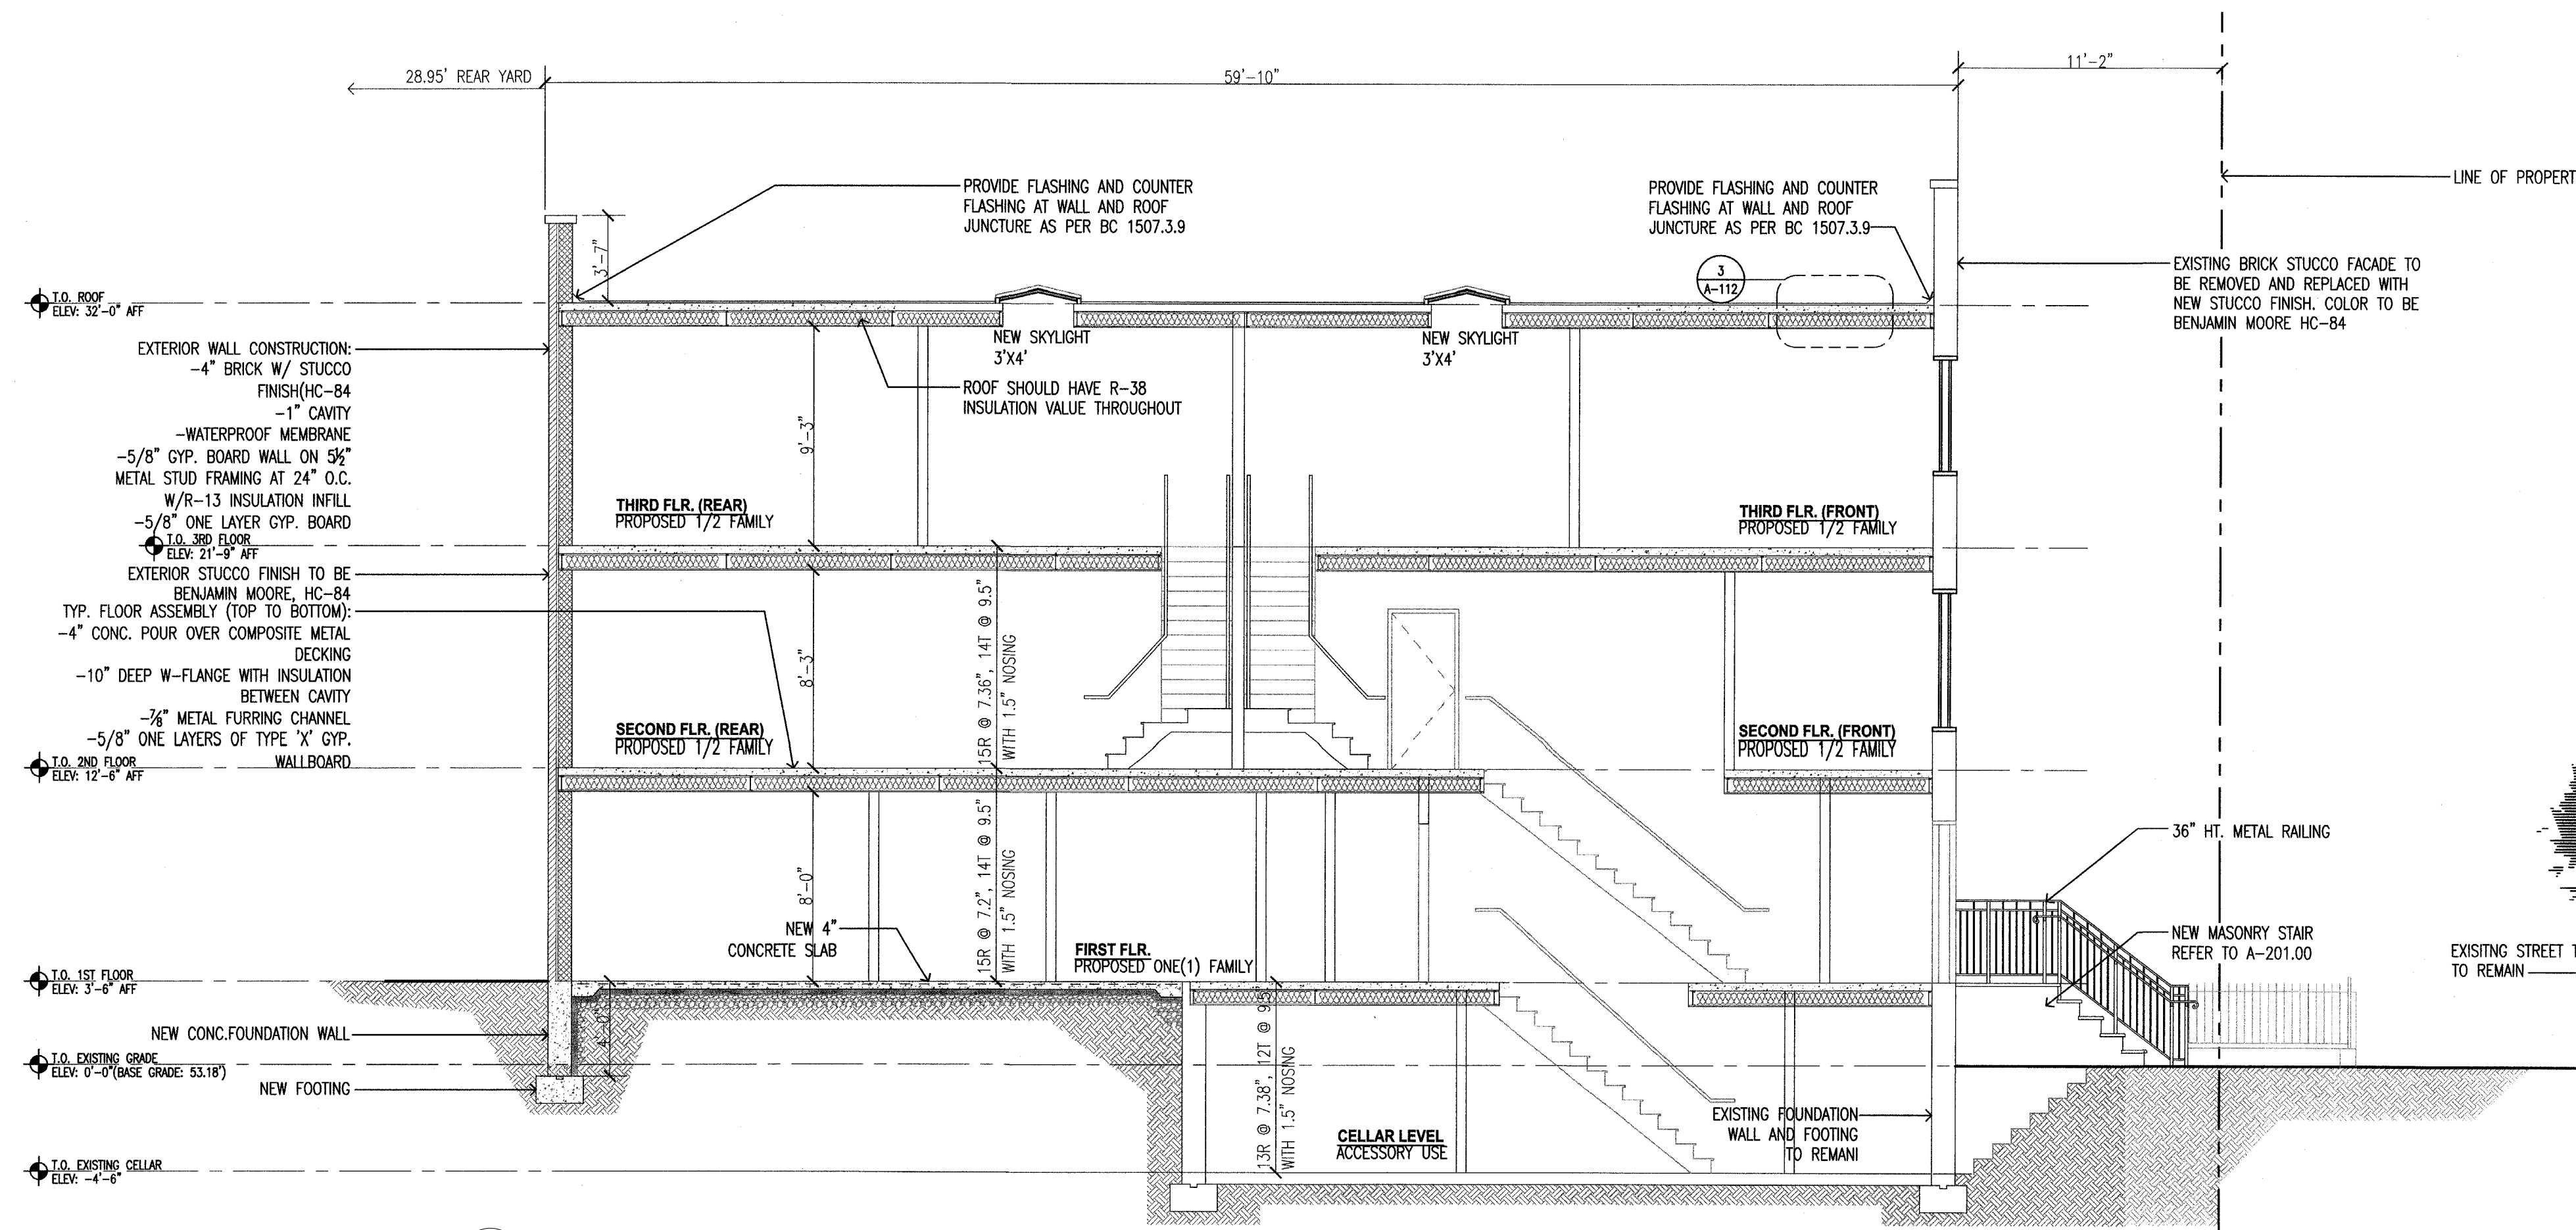 28.95' REAR YARD
59'-10"
11'-2"
PROVIDE FLASHING AND COUNTER
FLASHING AT WALL AND ROOF
JUNCTURE AS PER BC 1507.3.9
PROVIDE FLASHING AND COUNTER
FLASHING AT WALL AND ROOF
JUNCTURE AS PER BC 1507.3.9
LINE OF PROPERT
3'-7"
3
A-112
EXISTING BRICK STUCCO FACADE TO
BE REMOVED AND REPLACED WITH
NEW STUCCO FINISH. COLOR TO BE
BENJAMIN MOORE HC-84
T.O. ROOF
ELEV: 32'-0" AFF
NEW SKYLIGHT
3'X4'
NEW SKYLIGHT
3'X4'
ROOF SHOULD HAVE R-38
INSULATION VALUE THROUGHOUT
EXTERIOR WALL CONSTRUCTION:
-4" BRICK W/ STUCCO
FINISH(HC-84
-1" CAVITY
-WATERPROOF MEMBRANE
-5/8" GYP. BOARD WALL ON 5½"
METAL STUD FRAMING AT 24" O.C.
W/R-13 INSULATION INFILL
-5/8" ONE LAYER GYP. BOARD
9'-3"
THIRD FLR. (REAR)
PROPOSED 1/2 FAMILY
THIRD FLR. (FRONT)
PROPOSED 1/2 FAMILY
T.O. 3RD FLOOR
ELEV: 21'-9" AFF
EXTERIOR STUCCO FINISH TO BE
BENJAMIN MOORE, HC-84
TYP. FLOOR ASSEMBLY (TOP TO BOTTOM):
-4" CONC. POUR OVER COMPOSITE METAL
DECKING
-10" DEEP W-FLANGE WITH INSULATION
BETWEEN CAVITY
-⅞" METAL FURRING CHANNEL
-5/8" ONE LAYERS OF TYPE 'X' GYP.
WALLBOARD
8'-3"
15R @ 7.36", 14T @ 9.5"
WITH 1.5" NOSING
SECOND FLR. (REAR)
PROPOSED 1/2 FAMILY
SECOND FLR. (FRONT)
PROPOSED 1/2 FAMILY
T.O. 2ND FLOOR
ELEV: 12'-6" AFF
8'-0"
15R @ 7.2", 14T @ 9.5"
WITH 1.5" NOSING
36" HT. METAL RAILING
NEW 4"
CONCRETE SLAB
FIRST FLR.
PROPOSED ONE(1) FAMILY
NEW MASONRY STAIR
REFER TO A-201.00
EXISITNG STREET T
TO REMAIN
T.O. 1ST FLOOR
ELEV: 3'-6" AFF
4'-0"
NEW CONC.FOUNDATION WALL
T.O. EXISTING GRADE
ELEV: 0'-0"(BASE GRADE: 53.18')
NEW FOOTING
13R @ 7.38", 12T @ 9.5"
WITH 1.5" NOSING
CELLAR LEVEL
ACCESSORY USE
EXISTING FOUNDATION
WALL AND FOOTING
TO REMANI
T.O. EXISTING CELLAR
ELEV: -4'-6"